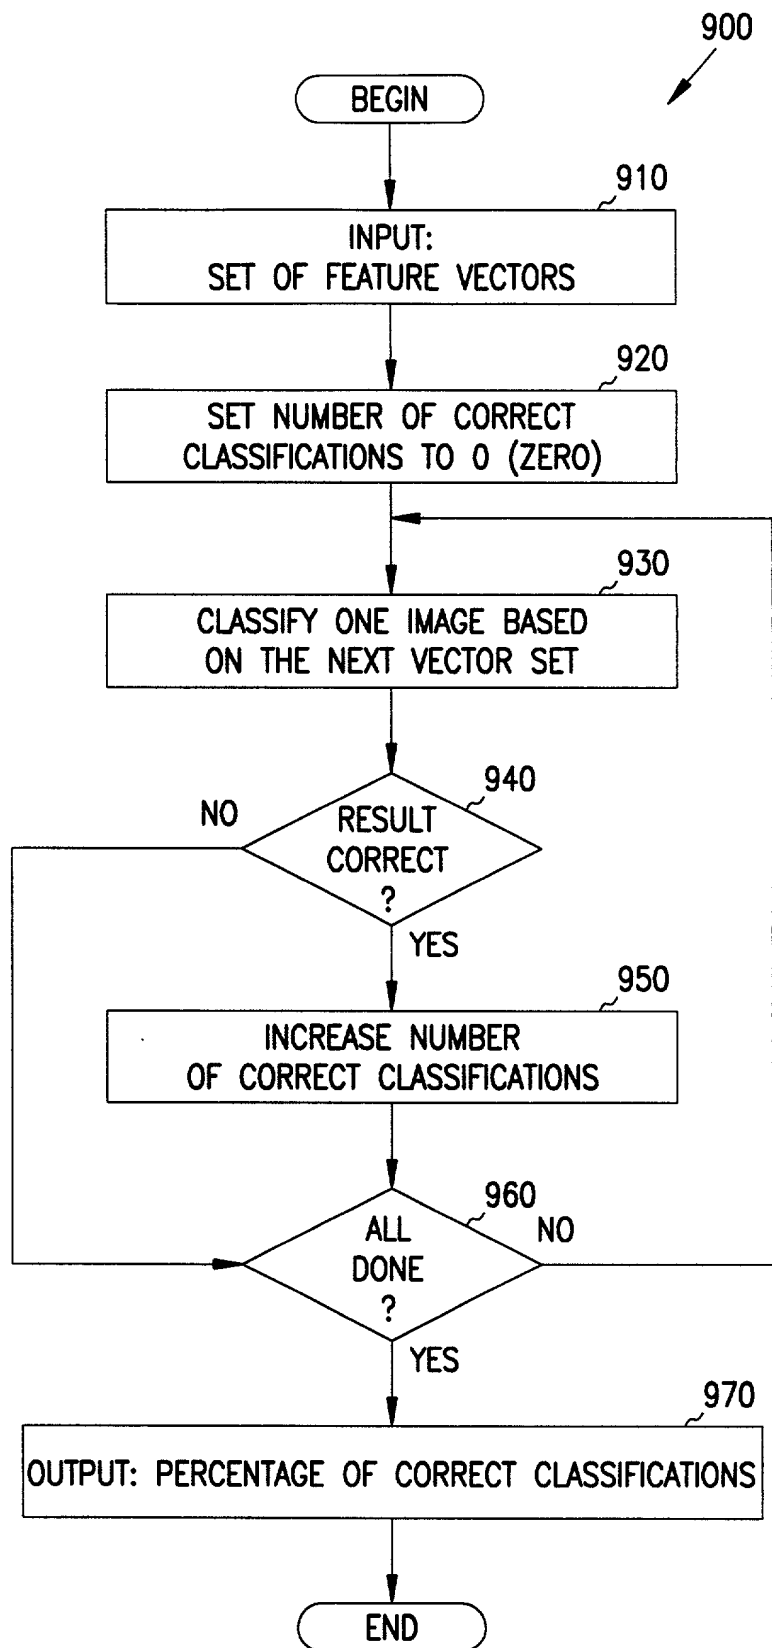 900
BEGIN
910
INPUT:
SET OF FEATURE VECTORS
920
SET NUMBER OF CORRECT
CLASSIFICATIONS TO 0 (ZERO)
930
CLASSIFY ONE IMAGE BASED
ON THE NEXT VECTOR SET
940
NO
RESULT
CORRECT
?
YES
950
INCREASE NUMBER
OF CORRECT CLASSIFICATIONS
960
NO
ALL
DONE
?
YES
970
OUTPUT: PERCENTAGE OF CORRECT CLASSIFICATIONS
END